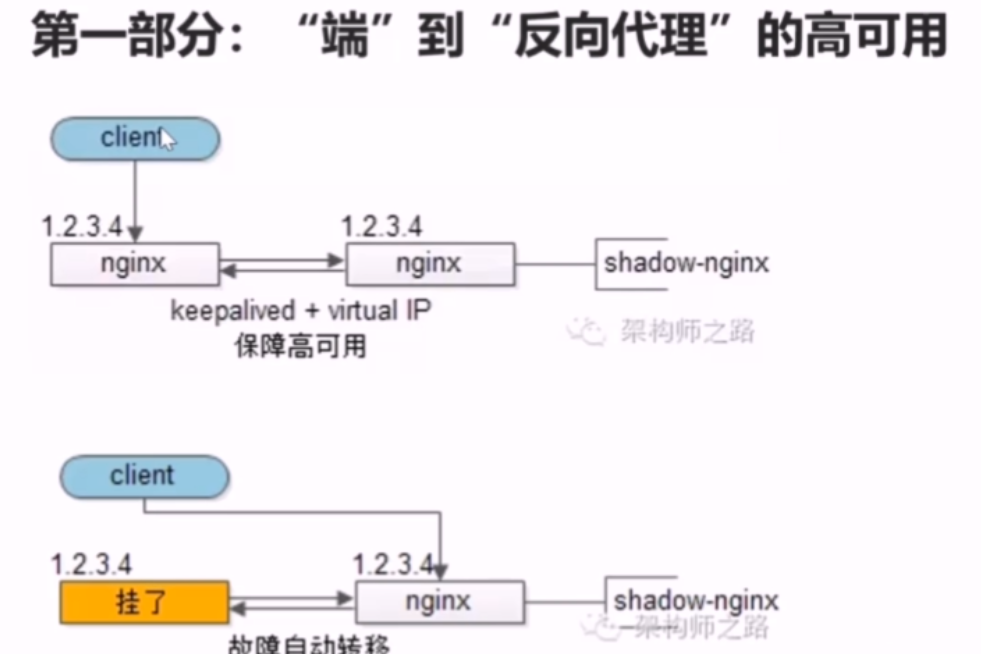 第一部分：“端”到“反向代理”的高可用
client
1.2.3.4
1.2.3.4
nginx
nginx
shadow-nginx
keepalived + virtual IP
保障高可用
架构师之路
client
1.2.3.4
1.2.3.4
挂了
nginx
shadow-nginx
架构师之路
故障自动转移